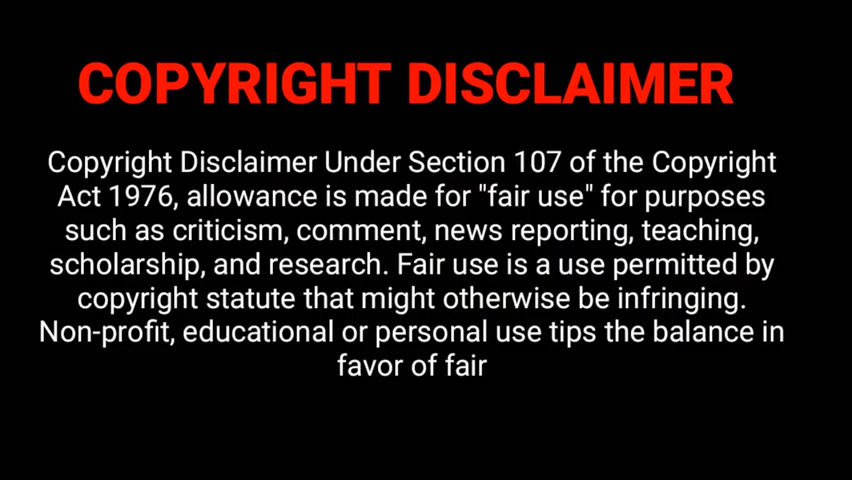 COPYRIGHT DISCLAIMER
Copyright Disclaimer Under Section 107 of the Copyright
Act 1976, allowance is made for "fair use" for purposes
such as criticism, comment, news reporting, teaching,
scholarship, and research. Fair use is a use permitted by
copyright statute that might otherwise be infringing.
Non-profit, educational or personal use tips the balance in
favor of fair